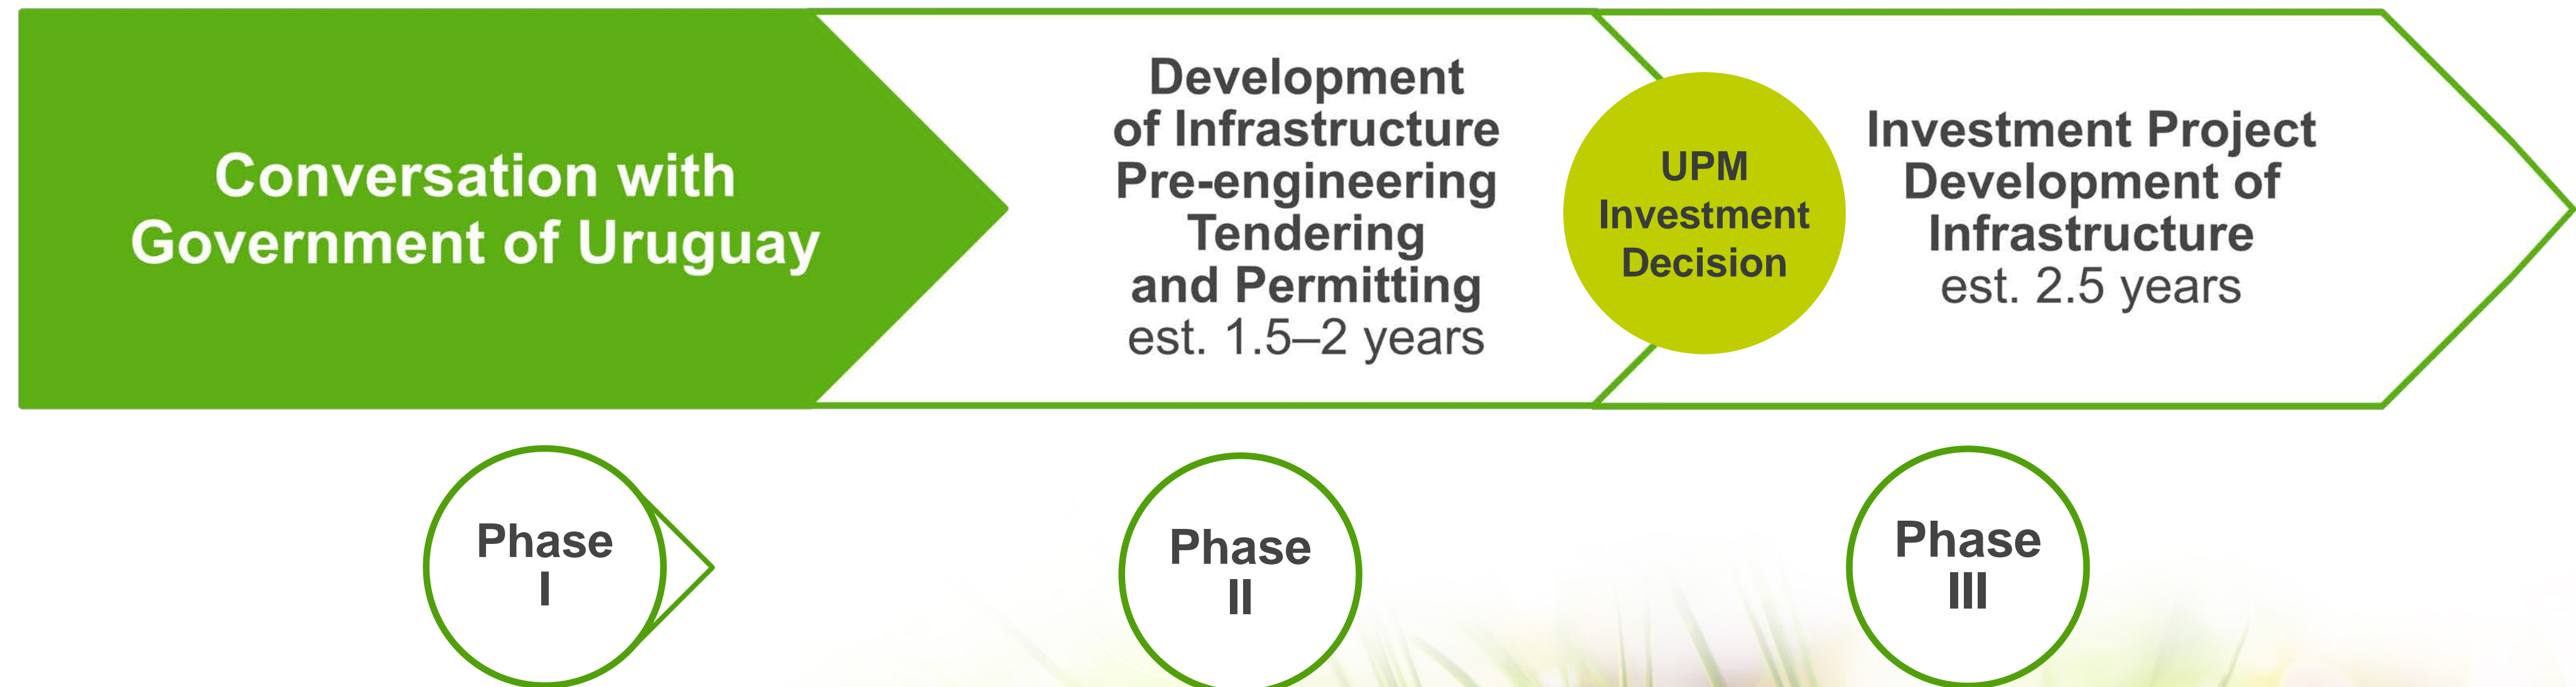 Conversation with
Government of Uruguay
Development
of Infrastructure
Pre-engineering
Tendering
and Permitting
est. 1.5–2 years
UPM
Investment
Decision
Investment Project
Development of
Infrastructure
est. 2.5 years
Phase
I
Phase
II
Phase
III